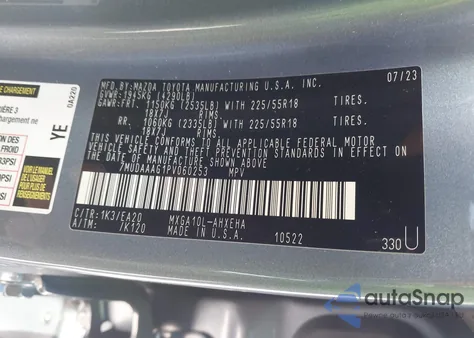 0A220
YE
MFD BY: MAZDA TOYOTA MANUFACTURING U.S.A. INC. 07/23
GVWR: 1945KG (4290LB)
GAWR: FRT. 1150KG (2535LB) WITH 225/55R18 TIRES.
18X7J
RR. 1060KG (2335LB) WITH 225/55R18 TIRES.
18X7J
THIS VEHICLE CONFORMS TO ALL APPLICABLE FEDERAL MOTOR
VEHICLE SAFETY AND THEFT PREVENTION STANDARDS IN
EFFECT ON THE DATE OF MANUFACTURE SHOWN ABOVE.
7MUDAAAG1PV060253 MPV
C/TR: 1K3/EA20 MXGA10L-AHXEHA
A/TM: /K120 MADE IN U.S.A. 10522 330U
autoSnap